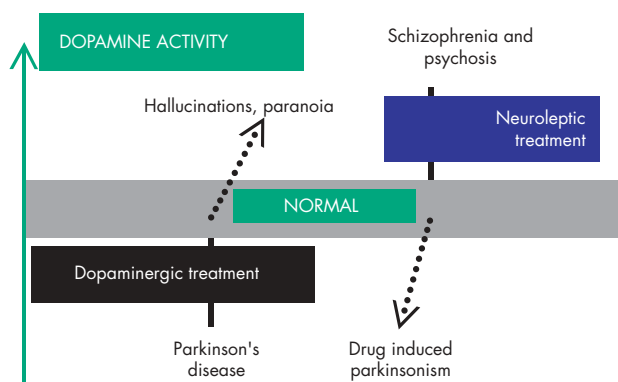 DOPAMINE ACTIVITY
Schizophrenia and
psychosis
Hallucinations, paranoia
Neuroleptic
treatment
NORMAL
Dopaminergic treatment
Parkinson's
disease
Drug induced
parkinsonism